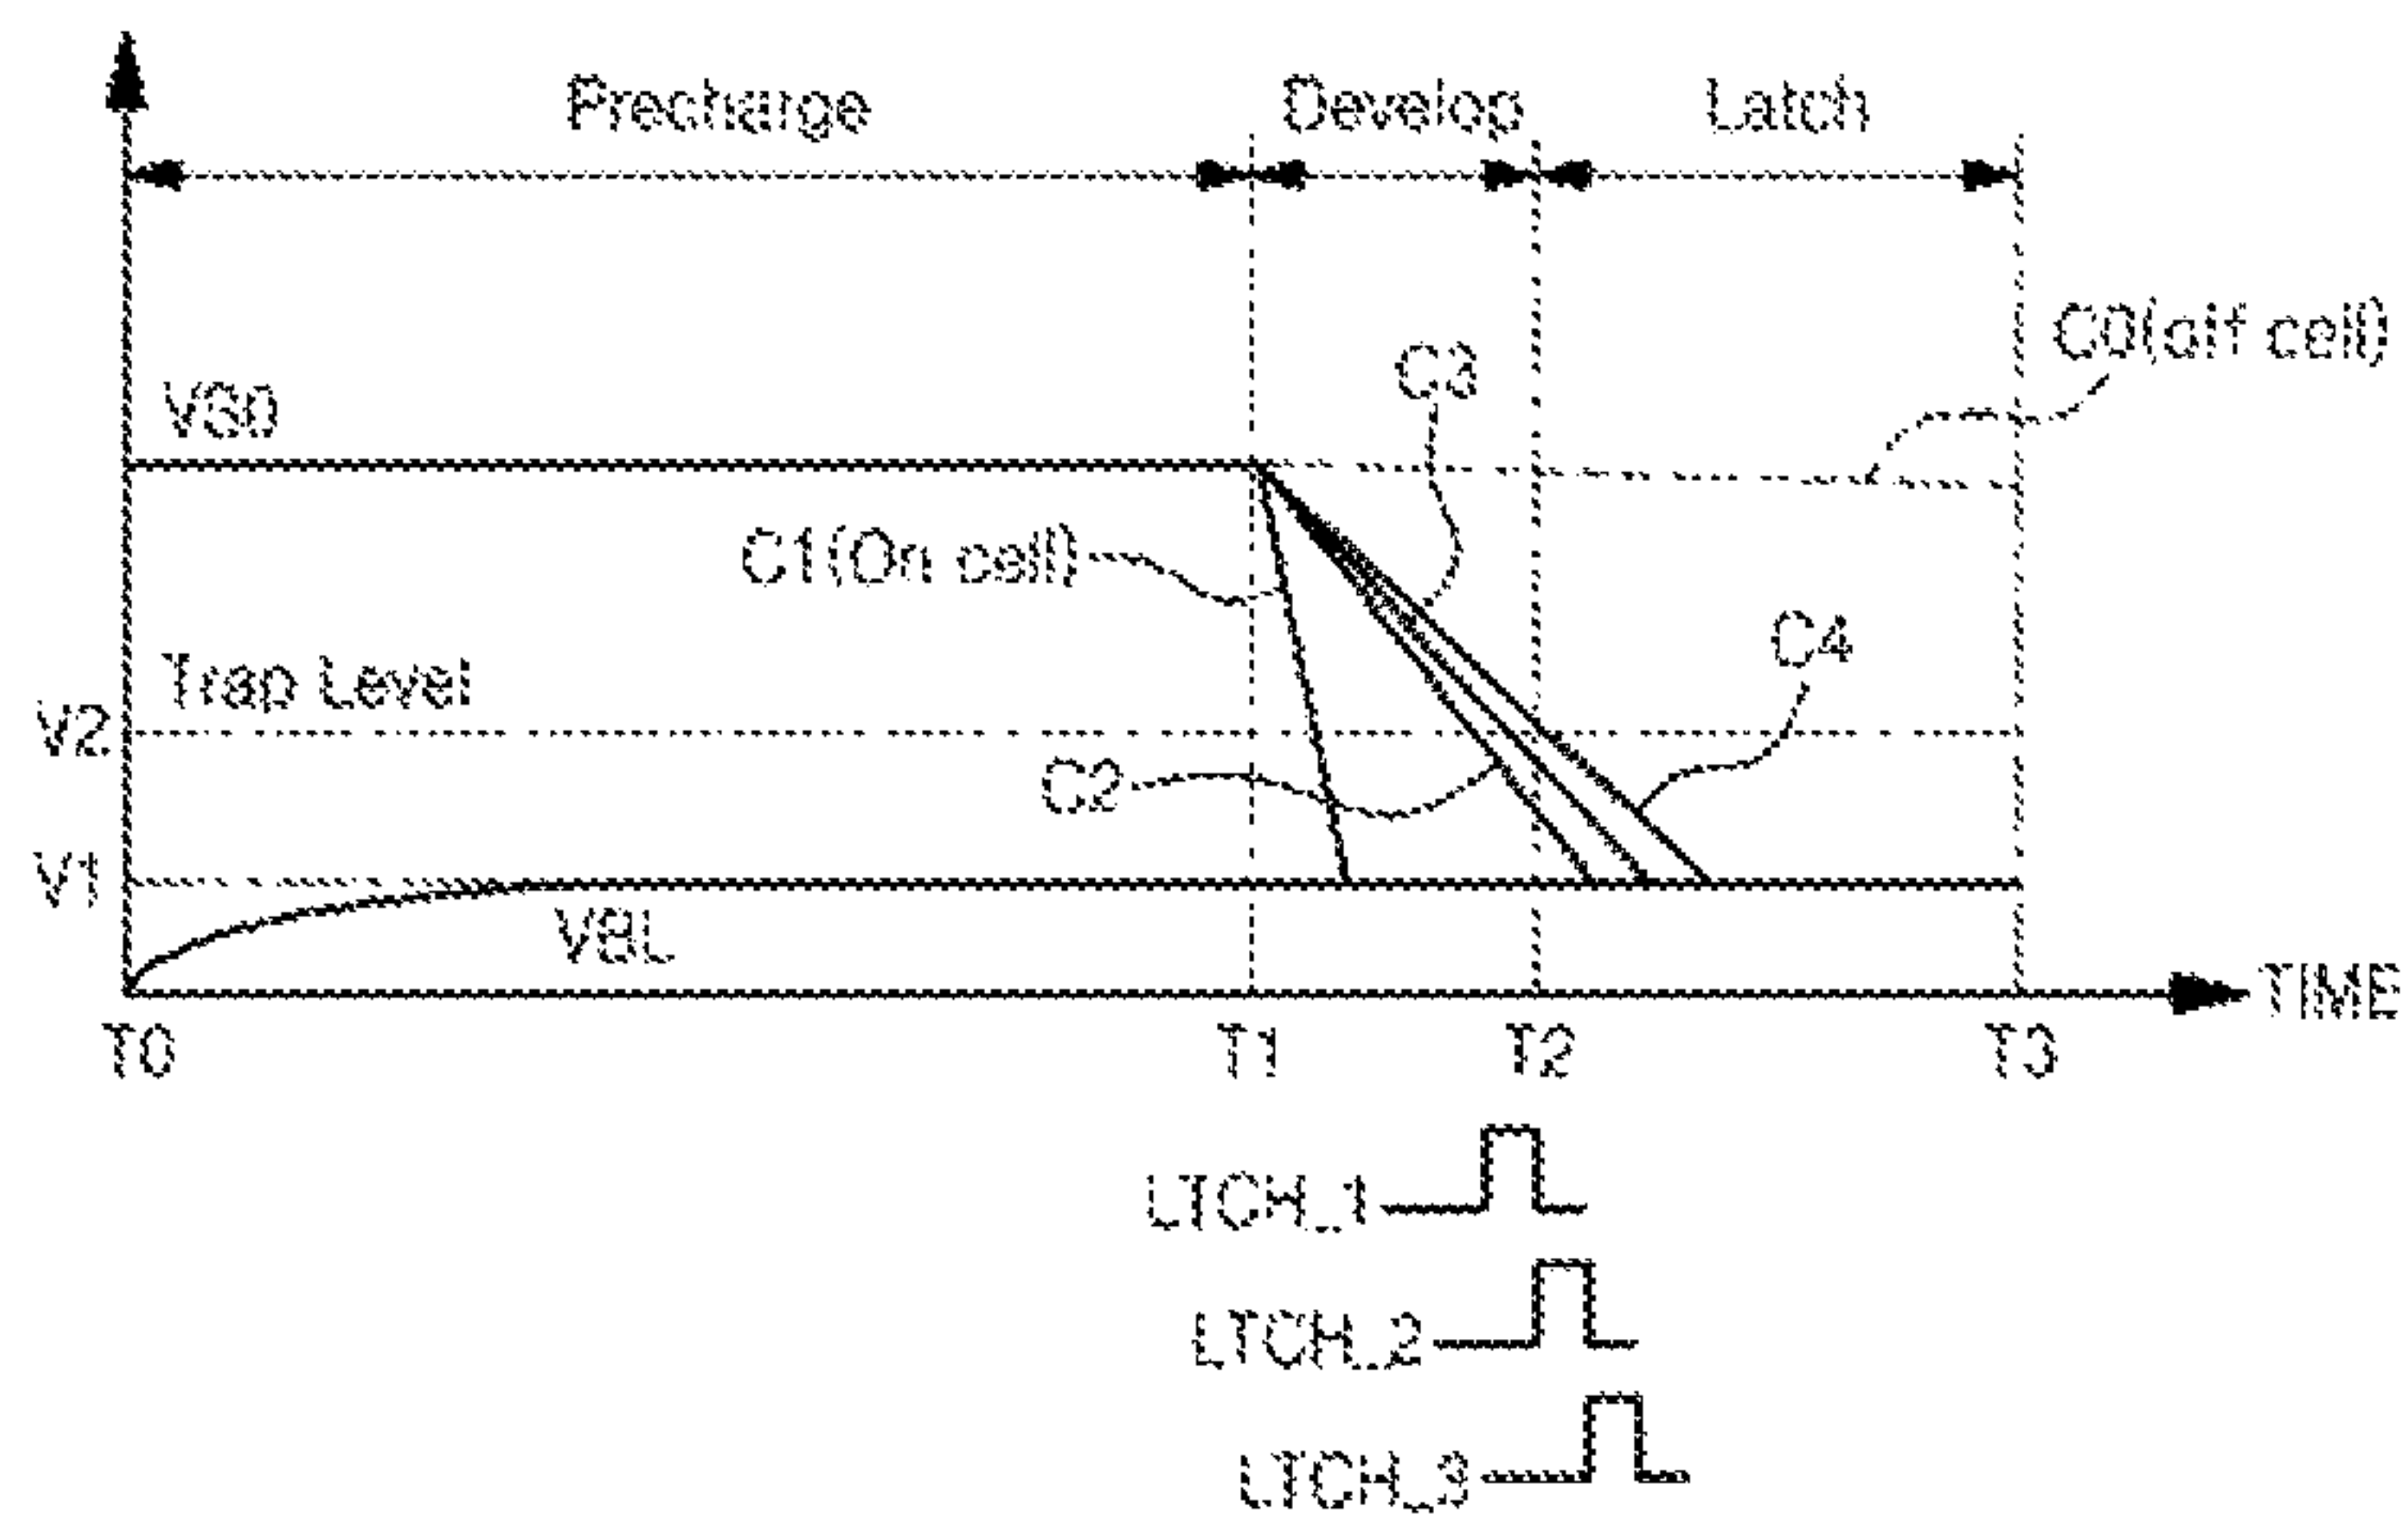 Precharge
Develop
Latch
C0(off cell)
C3
VSO
C1(On cell)
C4
Trap Level
V2
C2
V1
VBL
TIME
T0
T1
T2
T3
LTCH_1
LTCH_2
LTCH_3